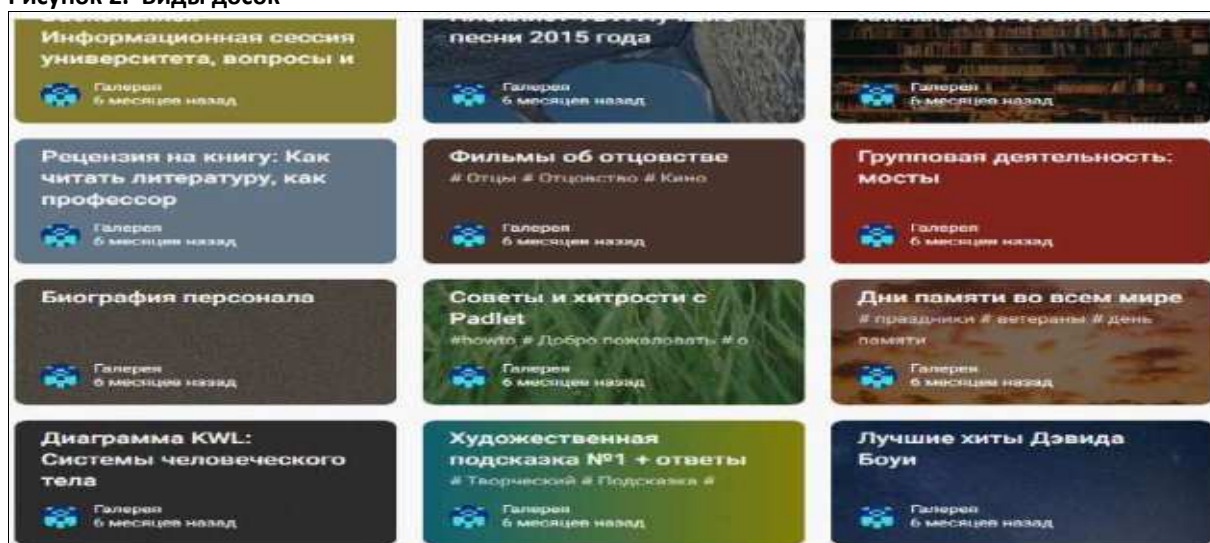 Рисунок 2. Виды досок
Информационная сессия
университета, вопросы и
Галерея
6 месяцев назад
песни 2015 года
Галерея
6 месяцев назад
Галерея
6 месяцев назад
Рецензия на книгу: Как
читать литературу, как
профессор
Галерея
6 месяцев назад
Фильмы об отцовстве
# Отцы # Отцовство # Кино
Галерея
6 месяцев назад
Групповая деятельность:
мосты
Галерея
6 месяцев назад
Биография персонала
Галерея
6 месяцев назад
Советы и хитрости с
Padlet
#howto # Добро пожаловать # о
Галерея
6 месяцев назад
Дни памяти во всем мире
# праздники # ветераны # день
памяти
Галерея
6 месяцев назад
Диаграмма KWL:
Системы человеческого
тела
Галерея
6 месяцев назад
Художественная
подсказка №1 + ответы
# Творческий # Подсказка #
Галерея
6 месяцев назад
Лучшие хиты Дэвида
Боуи
Галерея
6 месяцев назад